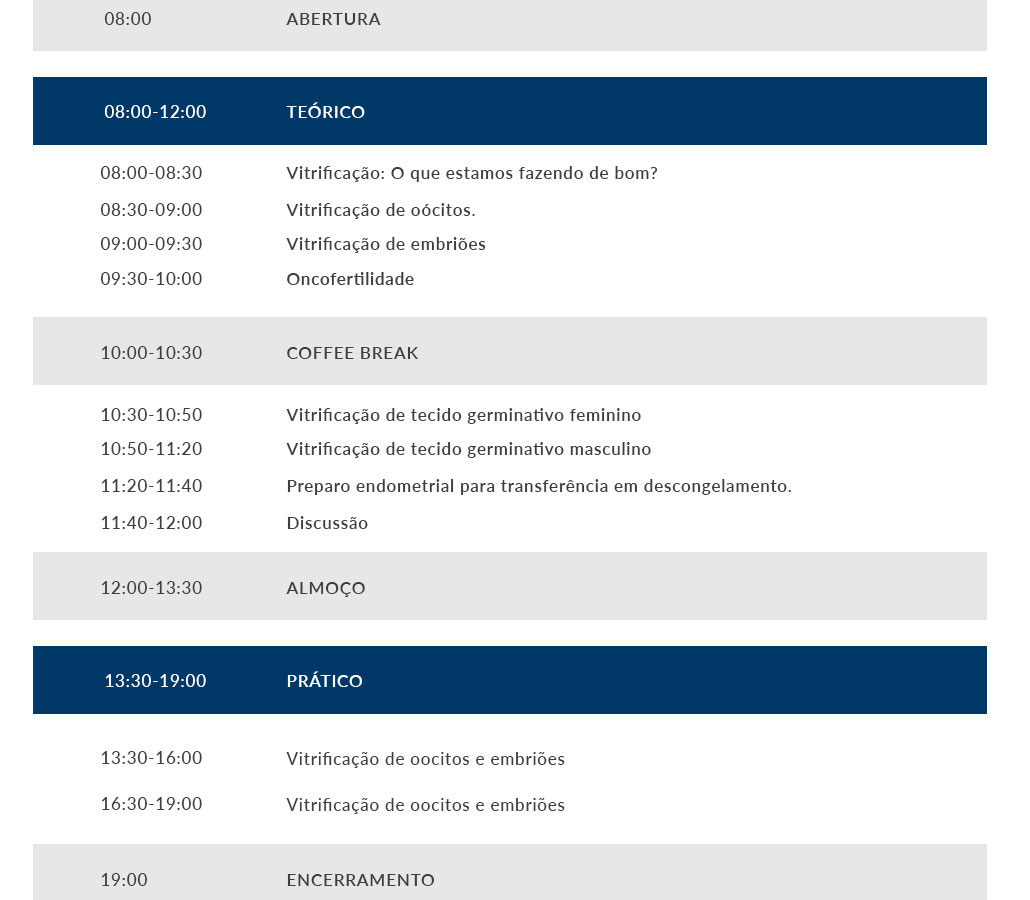 08:00 ABERTURA
08:00-12:00 TEÓRICO
08:00-08:30 Vitrificação: O que estamos fazendo de bom?
08:30-09:00 Vitrificação de oócitos.
09:00-09:30 Vitrificação de embriões
09:30-10:00 Oncofertilidade
10:00-10:30 COFFEE BREAK
10:30-10:50 Vitrificação de tecido germinativo feminino
10:50-11:20 Vitrificação de tecido germinativo masculino
11:20-11:40 Preparo endometrial para transferência em descongelamento.
11:40-12:00 Discussão
12:00-13:30 ALMOÇO
13:30-19:00 PRÁTICO
13:30-16:00 Vitrificação de oocitos e embriões
16:30-19:00 Vitrificação de oocitos e embriões
19:00 ENCERRAMENTO